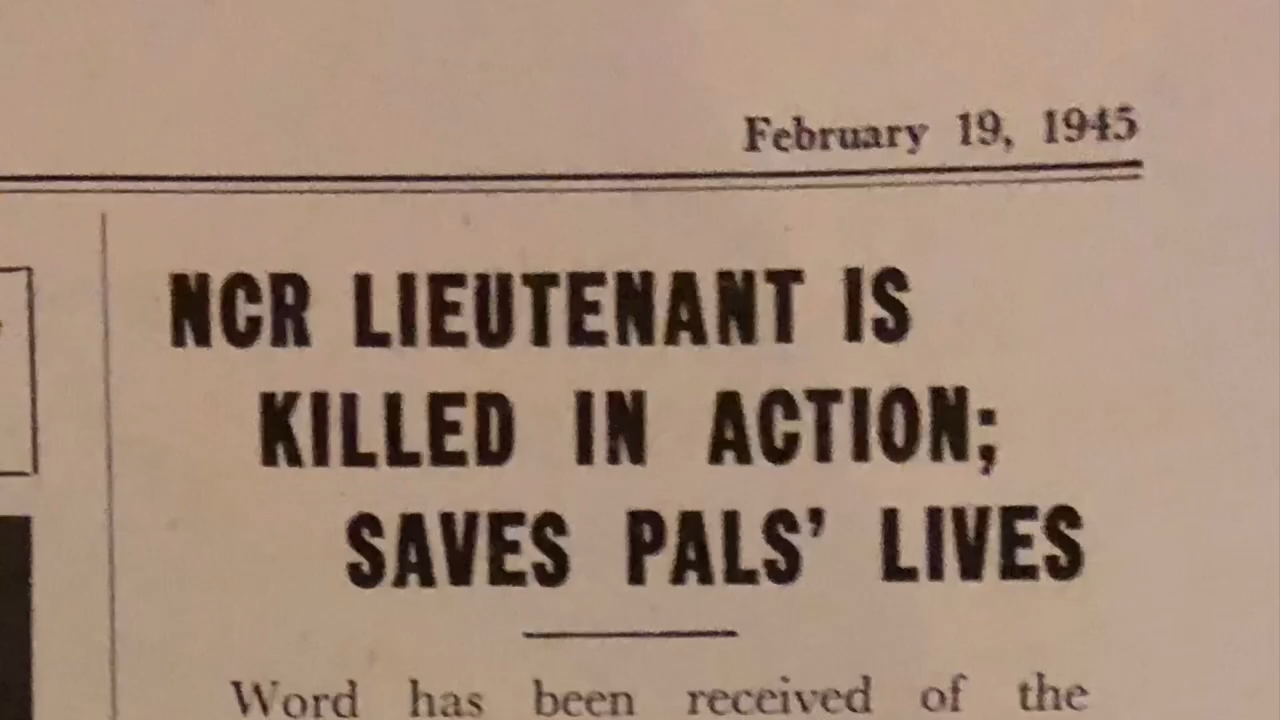 February 19, 1945
NCR LIEUTENANT IS
KILLED IN ACTION;
SAVES PALS' LIVES
Word has been received of the